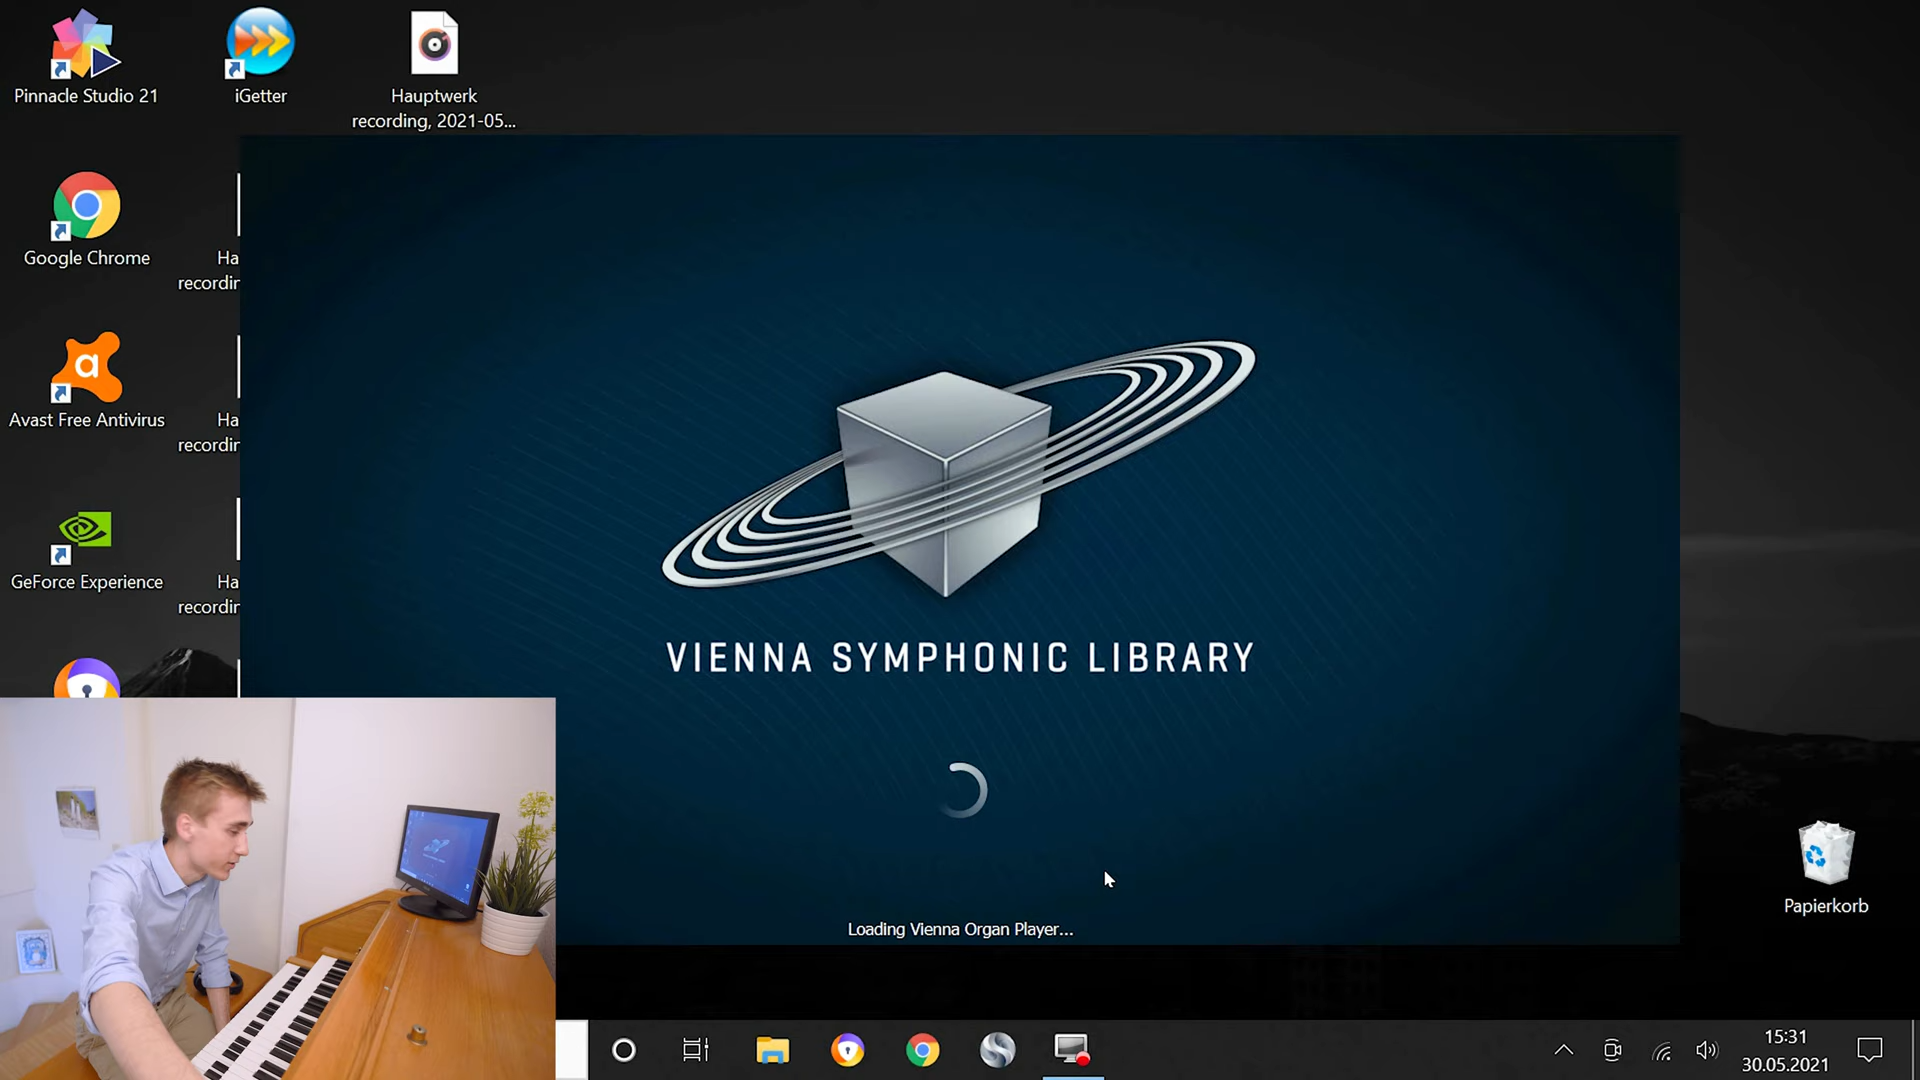 Pinnacle Studio 21
iGetter
Hauptwerk
recording, 2021-05...
Google Chrome
Ha
recordir
Avast Free Antivirus
Ha
recordir
GeForce Experience
Ha
recordir
VIENNA SYMPHONIC LIBRARY
Loading Vienna Organ Player...
Papierkorb
15:31
30.05.2021